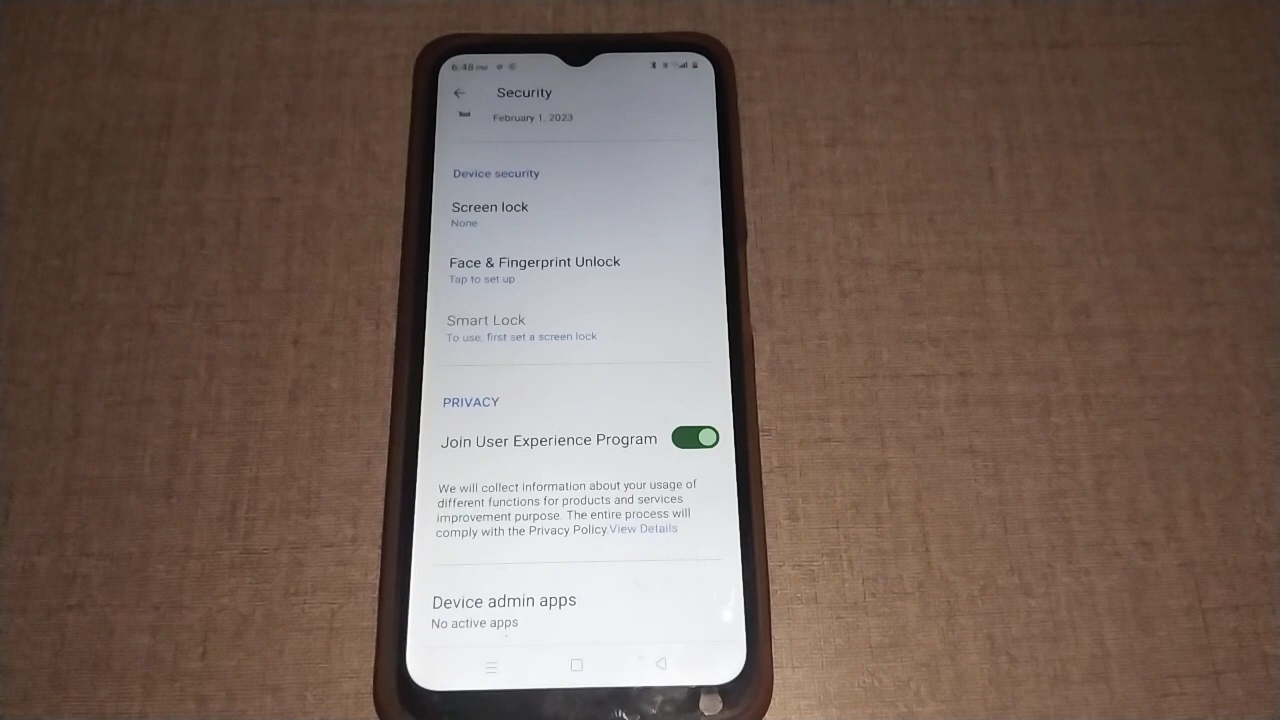 6:48 PM
Security
February 1, 2023
Device security
Screen lock
None
Face & Fingerprint Unlock
Tap to set up
Smart Lock
To use, first set a screen lock
PRIVACY
Join User Experience Program
We will collect information about your usage of
different functions for products and services
improvement purpose. The entire process will
comply with the Privacy Policy.View Details
Device admin apps
No active apps